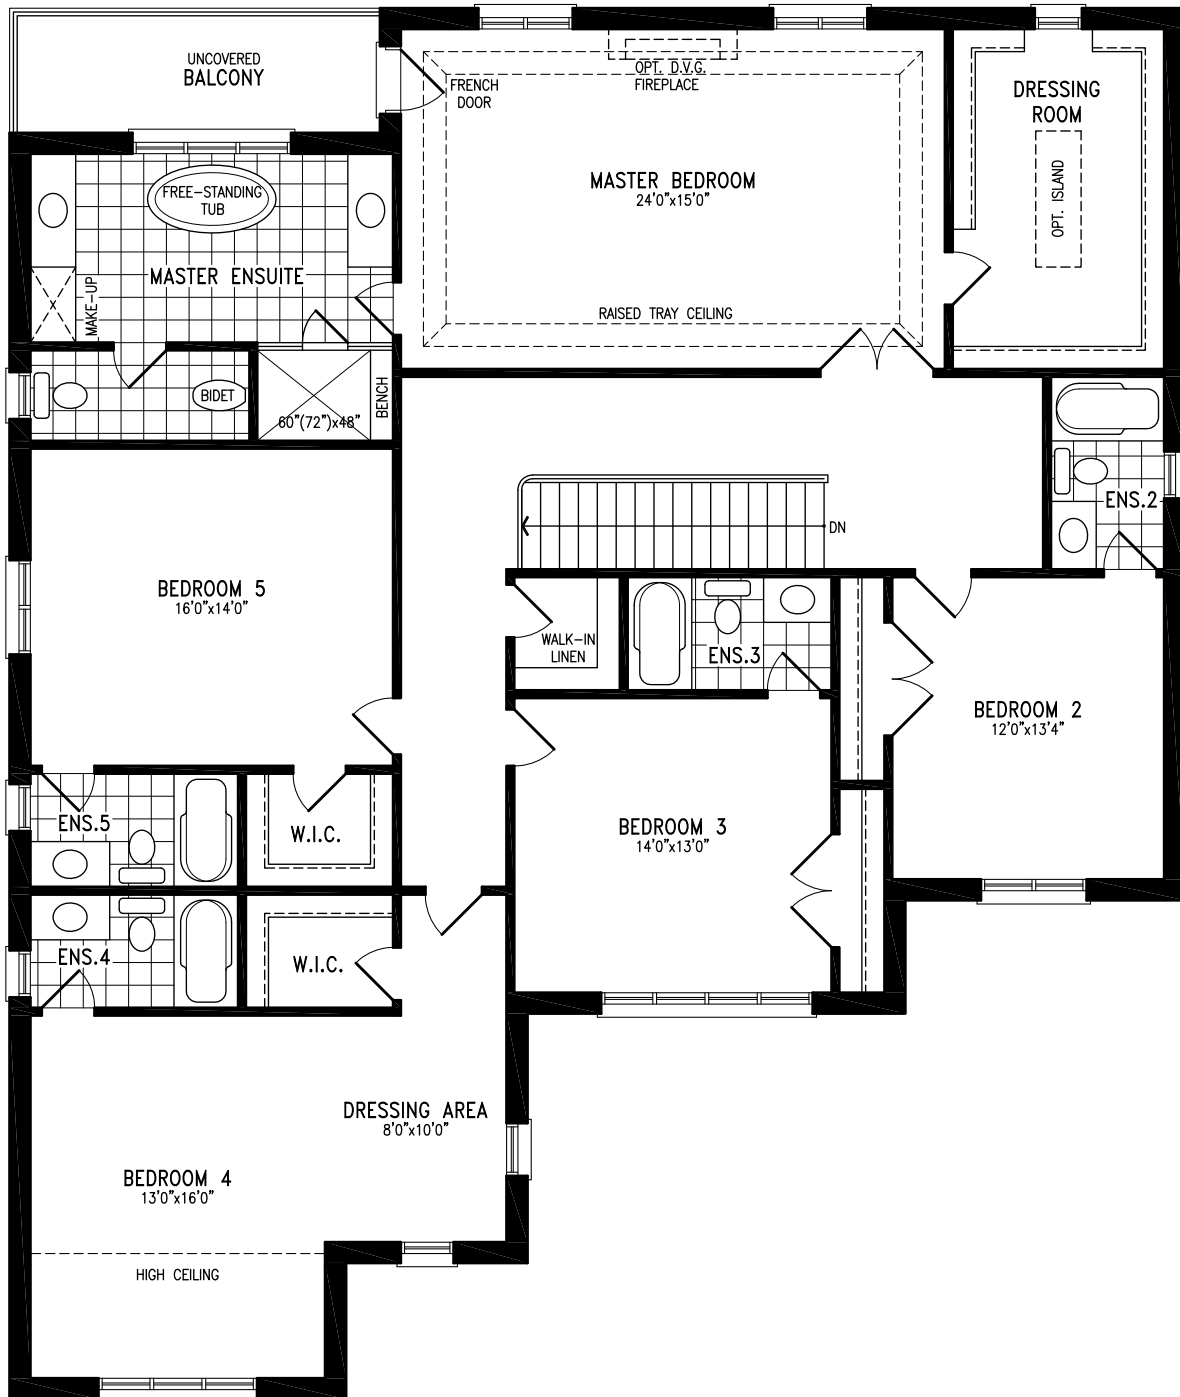 UNCOVERED
BALCONY
FRENCH
DOOR
OPT. D.V.G.
FIREPLACE
DRESSING
ROOM
OPT. ISLAND
MASTER BEDROOM
24'0"x15'0"
RAISED TRAY CEILING
FREE-STANDING
TUB
MASTER ENSUITE
MAKE-UP
BIDET
60"(72")x48"
BENCH
ENS.2
DN
BEDROOM 5
16'0"x14'0"
WALK-IN
LINEN
ENS.3
BEDROOM 2
12'0"x13'4"
ENS.5
W.I.C.
BEDROOM 3
14'0"x13'0"
ENS.4
W.I.C.
DRESSING AREA
8'0"x10'0"
BEDROOM 4
13'0"x16'0"
HIGH CEILING